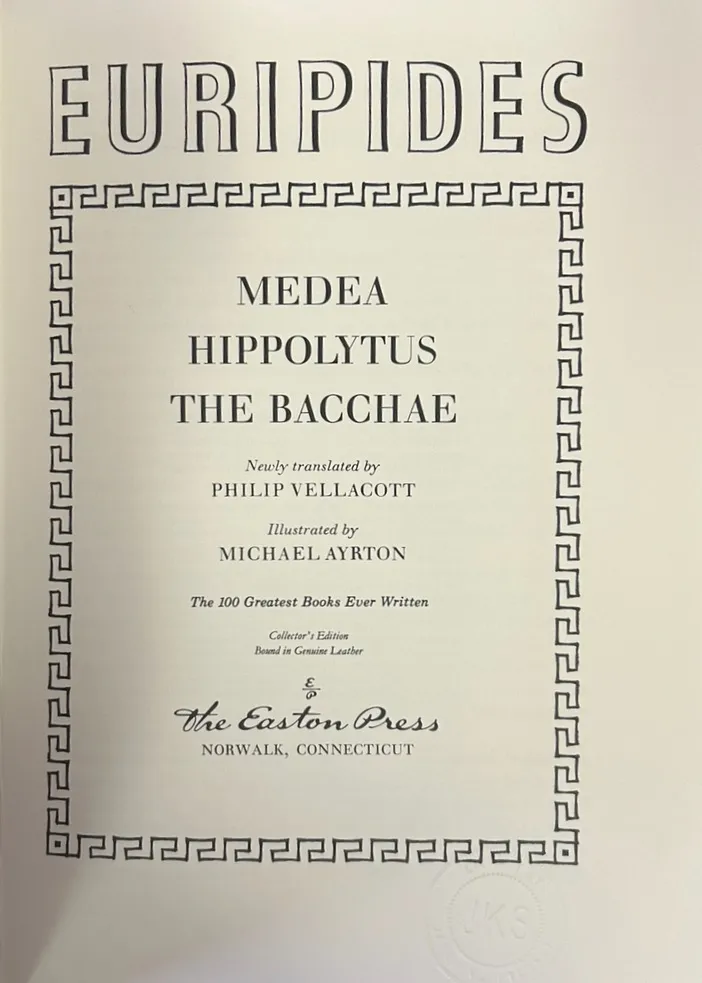 EURIPIDES
MEDEA
HIPPOLYTUS
THE BACCHAE
Newly translated by
PHILIP VELLACOTT
Illustrated by
MICHAEL AYRTON
The 100 Greatest Books Ever Written
Collector's Edition
Bound in Genuine Leather
The Easton Press
NORWALK, CONNECTICUT
JKS